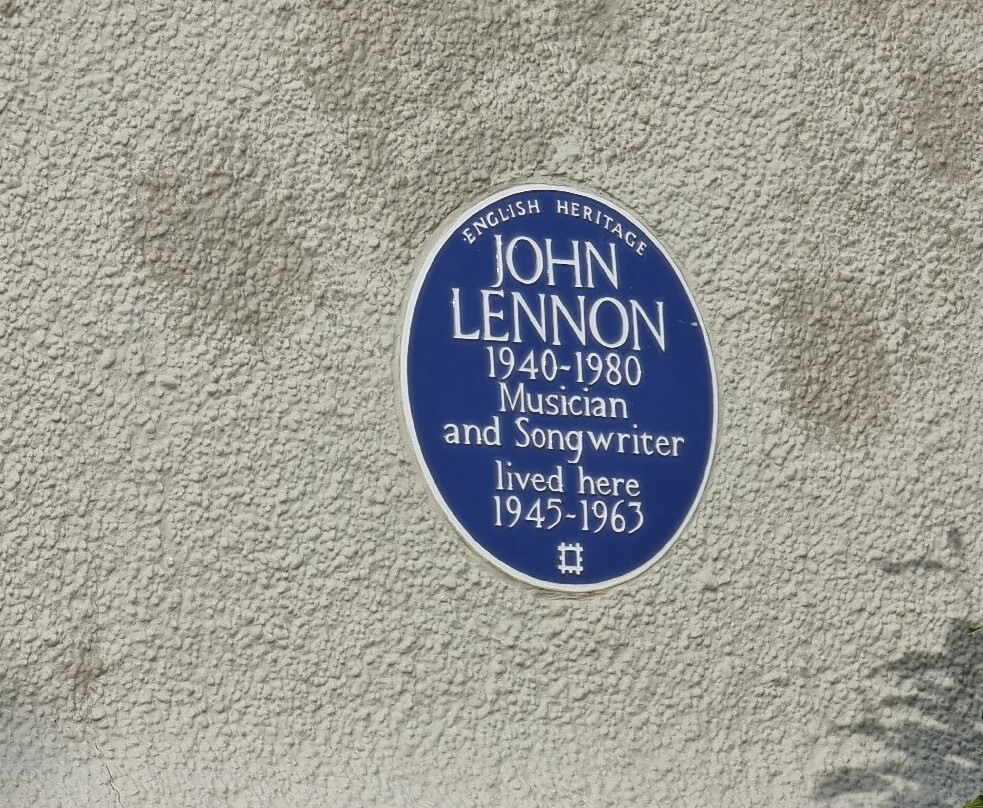 ENGLISH HERITAGE
JOHN
LENNON
1940-1980
Musician
and Songwriter
lived here
1945-1963